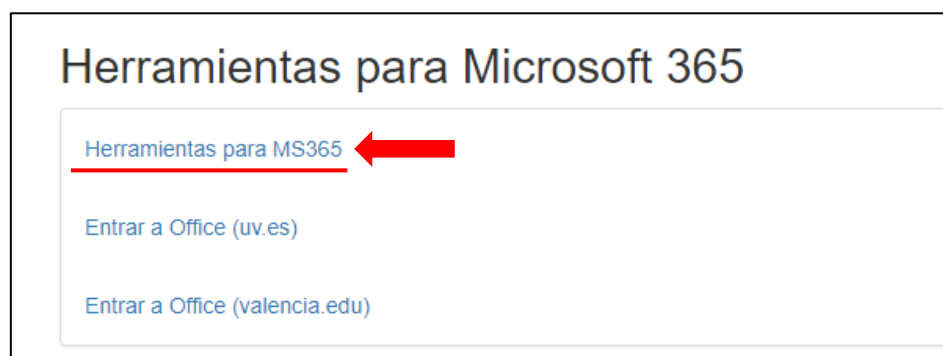 Herramientas para Microsoft 365
Herramientas para MS365
Entrar a Office (uv.es)
Entrar a Office (valencia.edu)